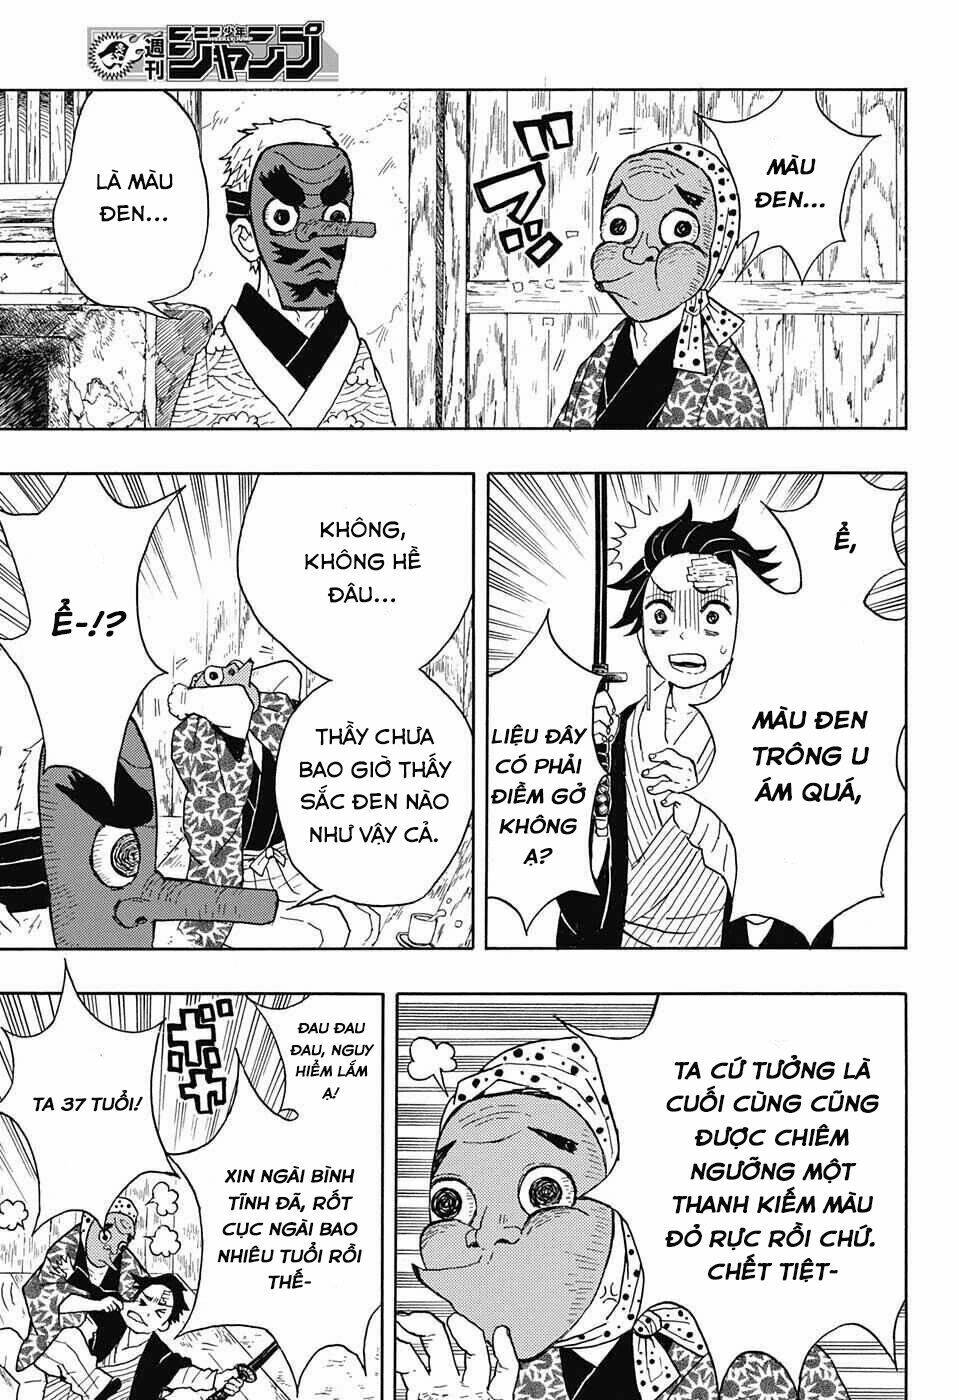 少年
週刊
ジャンプ
MÀU
ĐEN...
LÀ MÀU
ĐEN...
Ể,
MÀU ĐEN
TRÔNG U
ÁM QUÁ,
LIỆU ĐÂY
CÓ PHẢI
ĐIỀM GỞ
KHÔNG
Ạ?
KHÔNG,
KHÔNG HỀ
ĐÂU...
THẦY CHƯA
BAO GIỜ THẤY
SẮC ĐEN NÀO
NHƯ VẬY CẢ.
Ể-!?
TA CỨ TƯỞNG LÀ
CUỐI CÙNG CŨNG
ĐƯỢC CHIÊM
NGƯỠNG MỘT
THANH KIẾM MÀU
ĐỎ RỰC RỒI CHỨ.
CHẾT TIỆT-
ĐAU ĐAU
ĐAU, NGUY
HIỂM LẮM
Ạ!
XIN NGÀI BÌNH
TĨNH ĐÃ, RỐT
CỤC NGÀI BAO
NHIÊU TUỔI RỒI
THẾ-
TA 37 TUỔI!